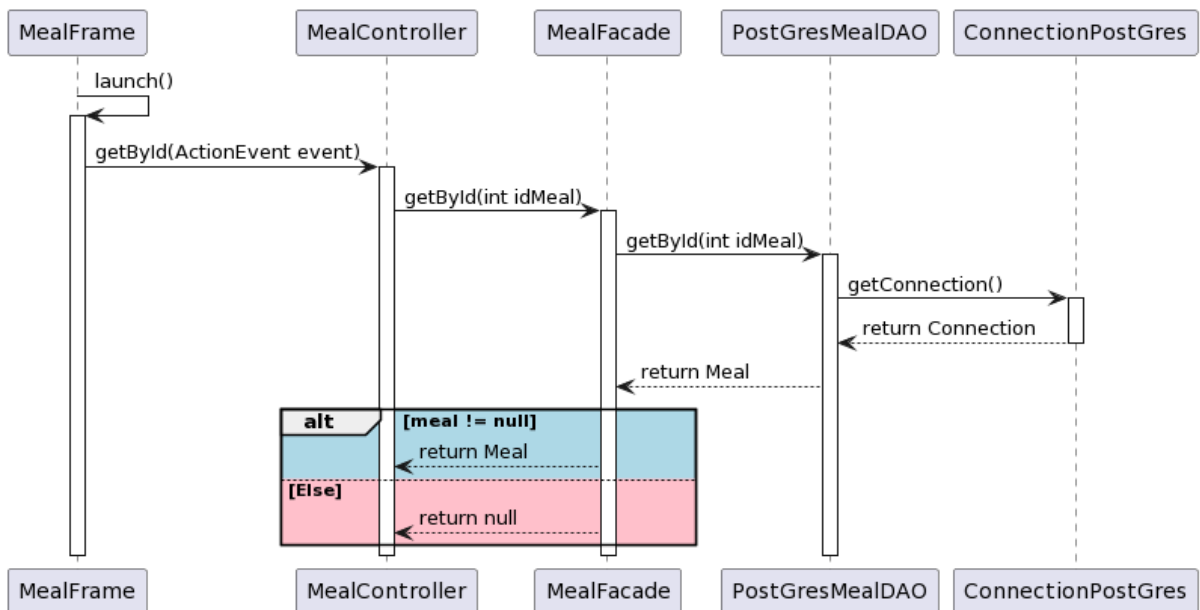 MealFrame MealController MealFacade PostGresMealDAO ConnectionPostGres
launch()
getById(ActionEvent event)
getById(int idMeal)
getById(int idMeal)
getConnection()
return Connection
return Meal
alt [meal != null]
return Meal
[Else]
return null
MealFrame MealController MealFacade PostGresMealDAO ConnectionPostGres